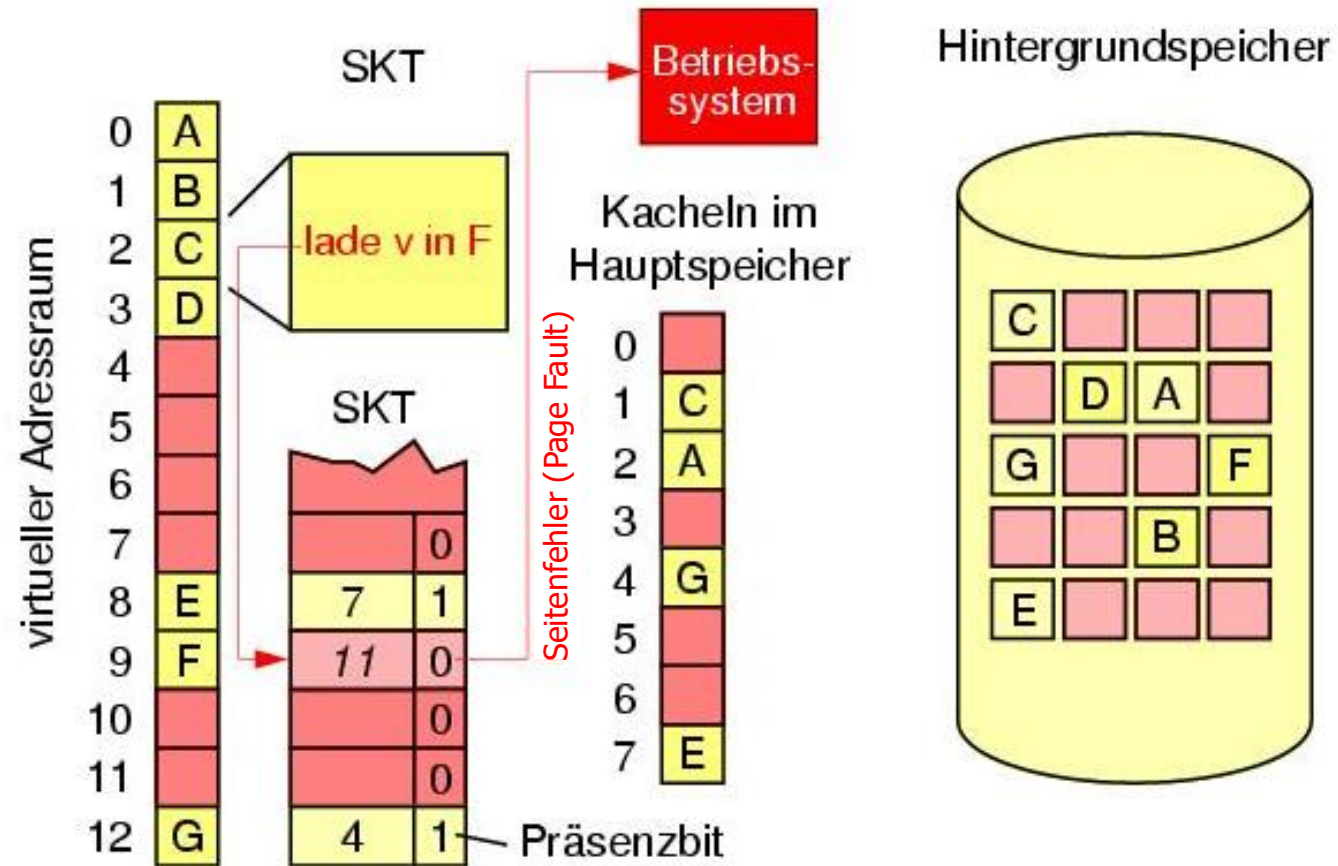 SKT
Betriebs-
system
Hintergrundspeicher
virtueller Adressraum
0 A
1 B
2 C
3 D
4
5
6
7
8 E
9 F
10
11
12 G
lade v in F
SKT
0
7 1
11 0
0
0
4 1
Präsenzbit
Seitenfehler (Page Fault)
Kacheln im
Hauptspeicher
0
1 C
2 A
3
4 G
5
6
7 E
C
D A
G F
B
E